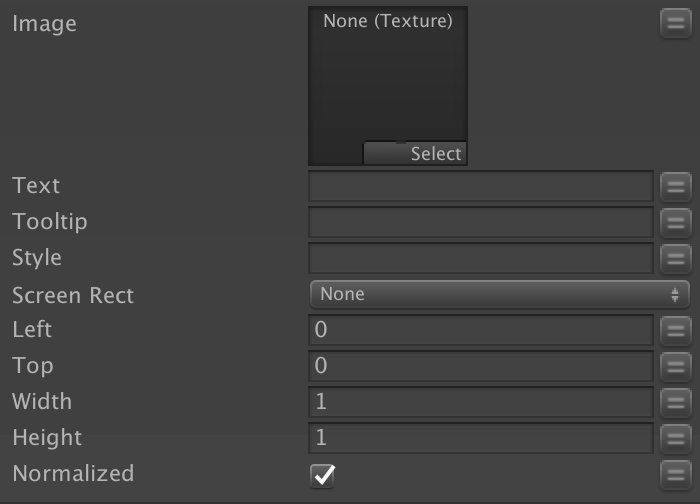 Image
None (Texture)
Select
Text
Tooltip
Style
Screen Rect None
Left 0
Top 0
Width 1
Height 1
Normalized